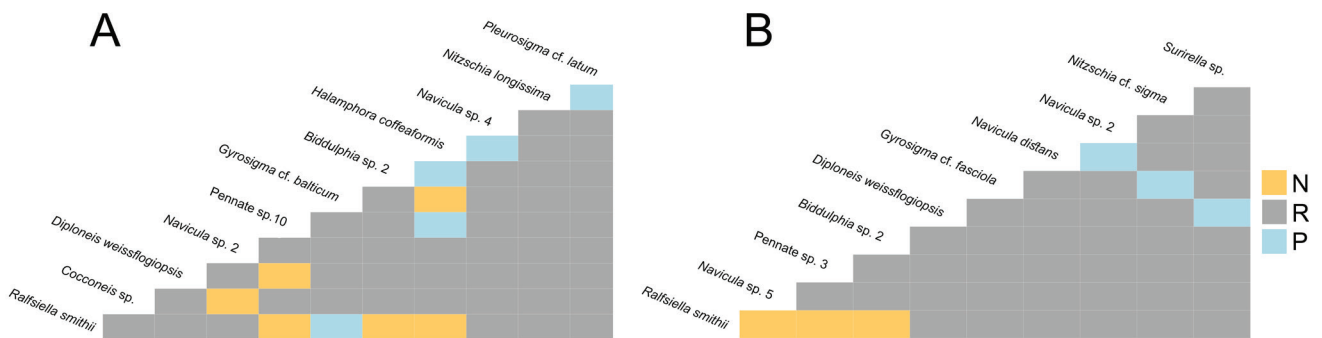 A
Pleurosigma cf. latum
Nitzschia longissima
Navicula sp. 4
Halamphora coffeaformis
Biddulphia sp. 2
Gyrosigma cf. balticum
Pennate sp.10
Navicula sp. 2
Diploneis weissflogiopsis
Cocconeis sp.
Ralfsiella smithii
B
Surirella sp.
Nitzschia cf. sigma
Navicula sp. 2
Navicula distans
Gyrosigma cf. fasciola
Diploneis weissflogiopsis
Biddulphia sp. 2
Pennate sp. 3
Navicula sp. 5
Ralfsiella smithii
N
R
P